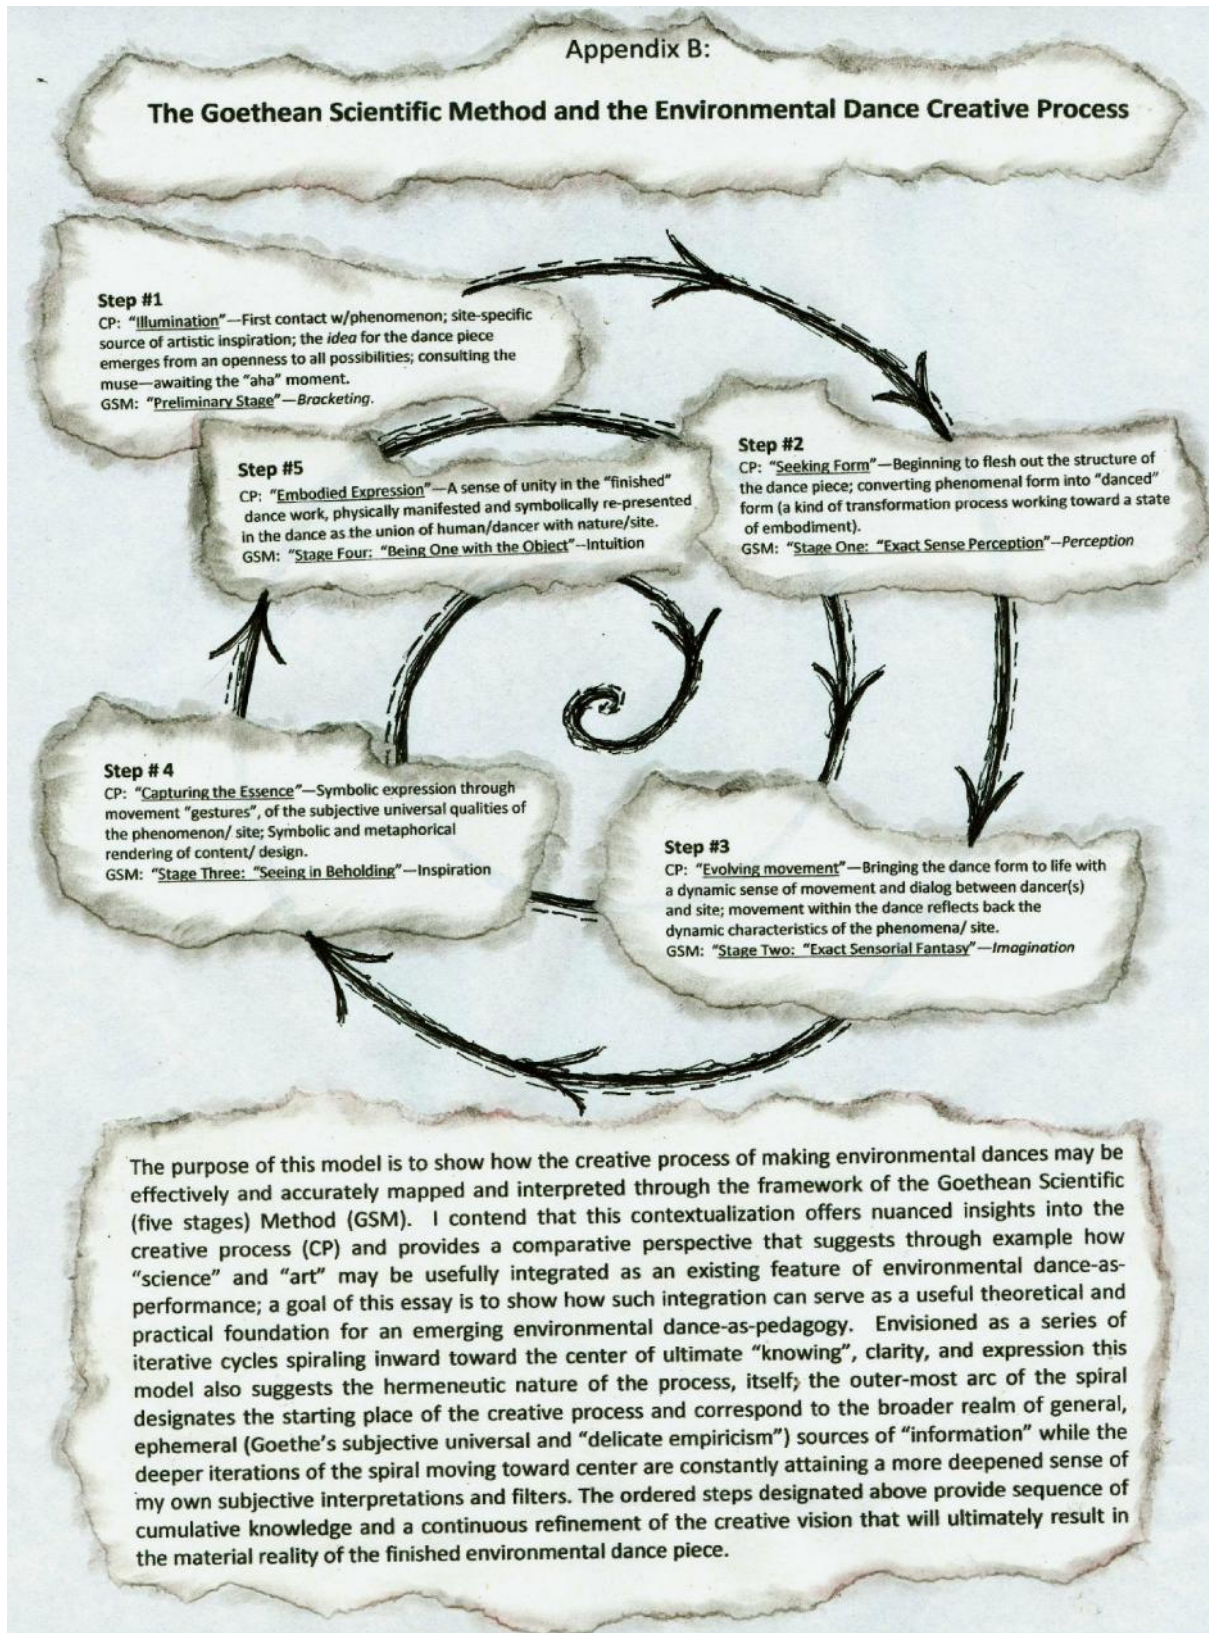 Appendix B:
The Goethean Scientific Method and the Environmental Dance Creative Process
Step #1
CP: “Illumination”—First contact w/phenomenon; site-specific
source of artistic inspiration; the idea for the dance piece
emerges from an openness to all possibilities; consulting the
muse—awaiting the “aha” moment.
GSM: “Preliminary Stage”—Bracketing.
Step #2
CP: “Seeking Form”—Beginning to flesh out the structure of
the dance piece; converting phenomenal form into “danced”
form (a kind of transformation process working toward a state
of embodiment).
GSM: “Stage One: “Exact Sense Perception”—Perception
Step #5
CP: “Embodied Expression”—A sense of unity in the “finished”
dance work, physically manifested and symbolically re-presented
in the dance as the union of human/dancer with nature/site.
GSM: “Stage Four: “Being One with the Object”--Intuition
Step # 4
CP: “Capturing the Essence”—Symbolic expression through
movement “gestures”, of the subjective universal qualities of
the phenomenon/ site; Symbolic and metaphorical
rendering of content/ design.
GSM: “Stage Three: “Seeing in Beholding”—Inspiration
Step #3
CP: “Evolving movement”—Bringing the dance form to life with
a dynamic sense of movement and dialog between dancer(s)
and site; movement within the dance reflects back the
dynamic characteristics of the phenomena/ site.
GSM: “Stage Two: “Exact Sensorial Fantasy”—Imagination
The purpose of this model is to show how the creative process of making environmental dances may be
effectively and accurately mapped and interpreted through the framework of the Goethean Scientific
(five stages) Method (GSM). I contend that this contextualization offers nuanced insights into the
creative process (CP) and provides a comparative perspective that suggests through example how
“science” and “art” may be usefully integrated as an existing feature of environmental dance-as-
performance; a goal of this essay is to show how such integration can serve as a useful theoretical and
practical foundation for an emerging environmental dance-as-pedagogy. Envisioned as a series of
iterative cycles spiraling inward toward the center of ultimate “knowing”, clarity, and expression this
model also suggests the hermeneutic nature of the process, itself; the outer-most arc of the spiral
designates the starting place of the creative process and correspond to the broader realm of general,
ephemeral (Goethe’s subjective universal and “delicate empiricism”) sources of “information” while the
deeper iterations of the spiral moving toward center are constantly attaining a more deepened sense of
my own subjective interpretations and filters. The ordered steps designated above provide sequence of
cumulative knowledge and a continuous refinement of the creative vision that will ultimately result in
the material reality of the finished environmental dance piece.